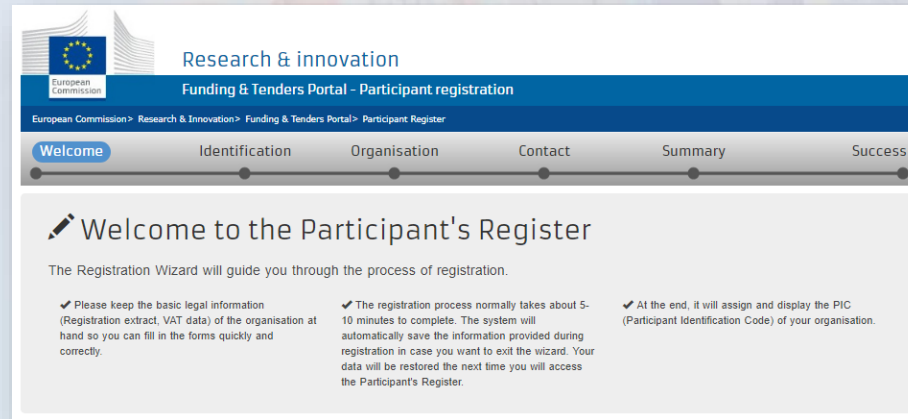 European
Commission
Research & innovation
Funding & Tenders Portal - Participant registration
European Commission> Research & Innovation> Funding & Tenders Portal> Participant Register
Welcome Identification Organisation Contact Summary Success
Welcome to the Participant's Register
The Registration Wizard will guide you through the process of registration.
✔ Please keep the basic legal information
(Registration extract, VAT data) of the organisation at
hand so you can fill in the forms quickly and
correctly.
✔ The registration process normally takes about 5-
10 minutes to complete. The system will
automatically save the information provided during
registration in case you want to exit the wizard. Your
data will be restored the next time you will access
the Participant's Register.
✔ At the end, it will assign and display the PIC
(Participant Identification Code) of your organisation.